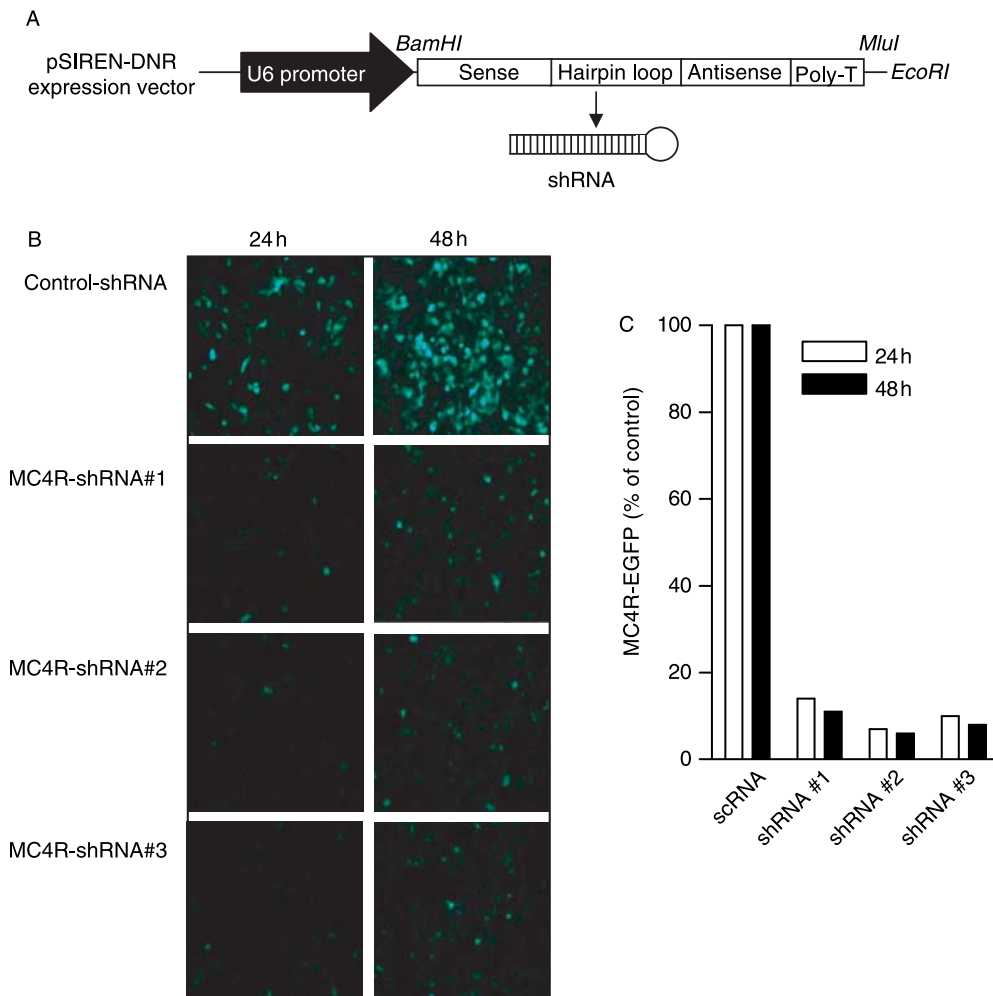 A
pSIREN-DNR
expression vector
U6 promoter
BamHI
Sense
Hairpin loop
Antisense
Poly-T
MluI
EcoRI
shRNA
B
24 h
48 h
Control-shRNA
MC4R-shRNA#1
MC4R-shRNA#2
MC4R-shRNA#3
C
MC4R-EGFP (% of control)
100
80
60
40
20
0
24 h
48 h
scRNA
shRNA #1
shRNA #2
shRNA #3